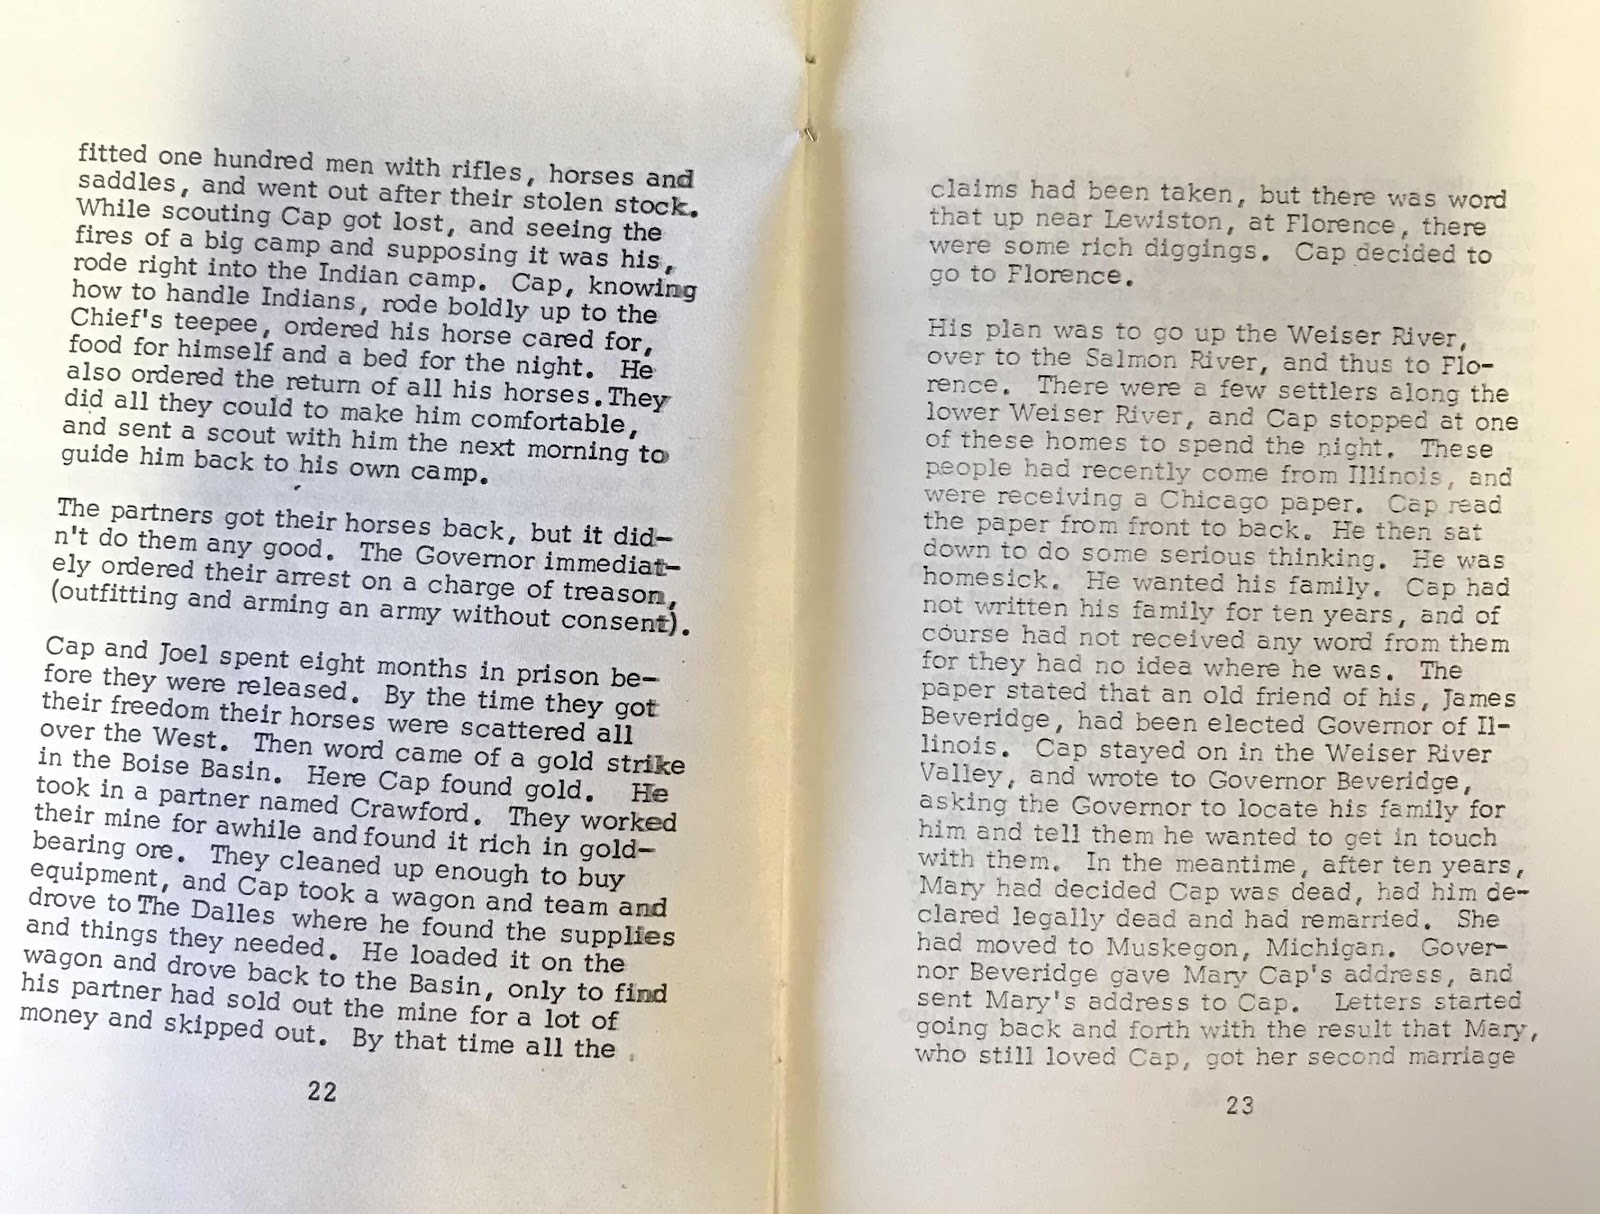 fitted one hundred men with rifles, horses and
saddles, and went out after their stolen stock.
While scouting Cap got lost, and seeing the
fires of a big camp and supposing it was his,
rode right into the Indian camp. Cap, knowing
how to handle Indians, rode boldly up to the
Chief's teepee, ordered his horse cared for,
food for himself and a bed for the night. He
also ordered the return of all his horses. They
did all they could to make him comfortable,
and sent a scout with him the next morning to
guide him back to his own camp.
The partners got their horses back, but it did-
n't do them any good. The Governor immediat-
ely ordered their arrest on a charge of treason,
(outfitting and arming an army without consent).
Cap and Joel spent eight months in prison be-
fore they were released. By the time they got
their freedom their horses were scattered all
over the West. Then word came of a gold strike
in the Boise Basin. Here Cap found gold. He
took in a partner named Crawford. They worked
their mine for awhile and found it rich in gold-
bearing ore. They cleaned up enough to buy
equipment, and Cap took a wagon and team and
drove to The Dalles where he found the supplies
and things they needed. He loaded it on the
wagon and drove back to the Basin, only to find
his partner had sold out the mine for a lot of
money and skipped out. By that time all the
22
claims had been taken, but there was word
that up near Lewiston, at Florence, there
were some rich diggings. Cap decided to
go to Florence.
His plan was to go up the Weiser River,
over to the Salmon River, and thus to Flo-
rence. There were a few settlers along the
lower Weiser River, and Cap stopped at one
of these homes to spend the night. These
people had recently come from Illinois, and
were receiving a Chicago paper. Cap read
the paper from front to back. He then sat
down to do some serious thinking. He was
homesick. He wanted his family. Cap had
not written his family for ten years, and of
course had not received any word from them
for they had no idea where he was. The
paper stated that an old friend of his, James
Beveridge, had been elected Governor of Il-
linois. Cap stayed on in the Weiser River
Valley, and wrote to Governor Beveridge,
asking the Governor to locate his family for
him and tell them he wanted to get in touch
with them. In the meantime, after ten years,
Mary had decided Cap was dead, had him de-
clared legally dead and had remarried. She
had moved to Muskegon, Michigan. Gover-
nor Beveridge gave Mary Cap's address, and
sent Mary's address to Cap. Letters started
going back and forth with the result that Mary,
who still loved Cap, got her second marriage
23